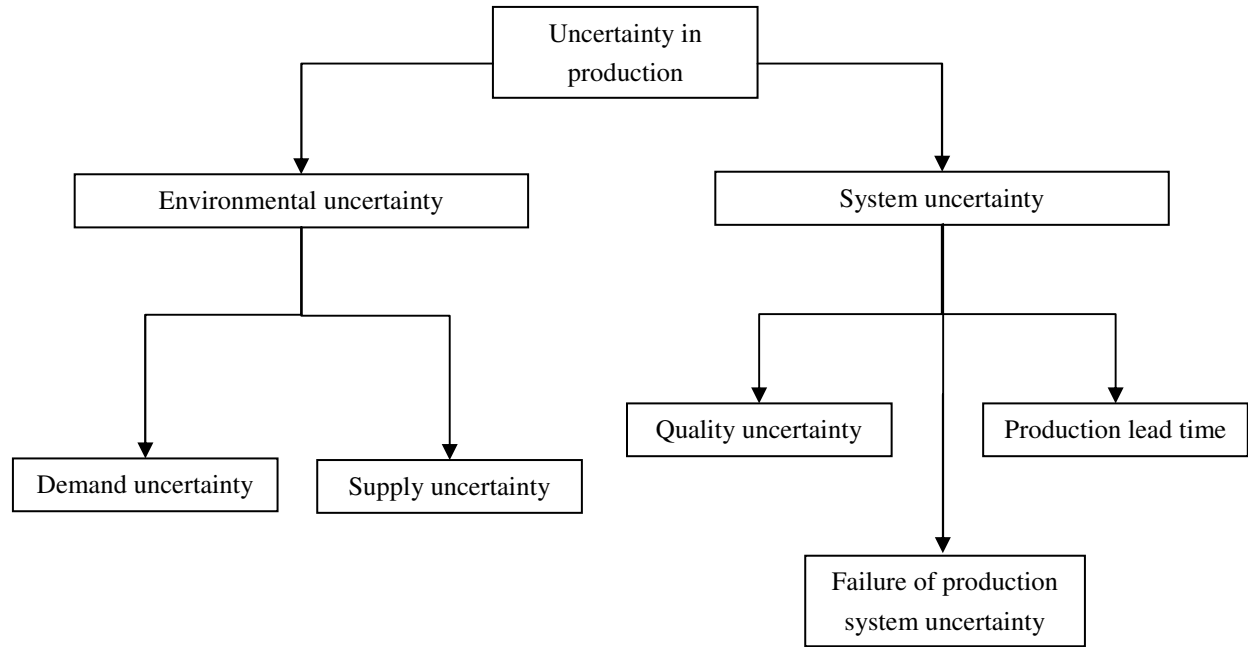 Uncertainty in
production
Environmental uncertainty
System uncertainty
Quality uncertainty
Production lead time
Demand uncertainty
Supply uncertainty
Failure of production
system uncertainty